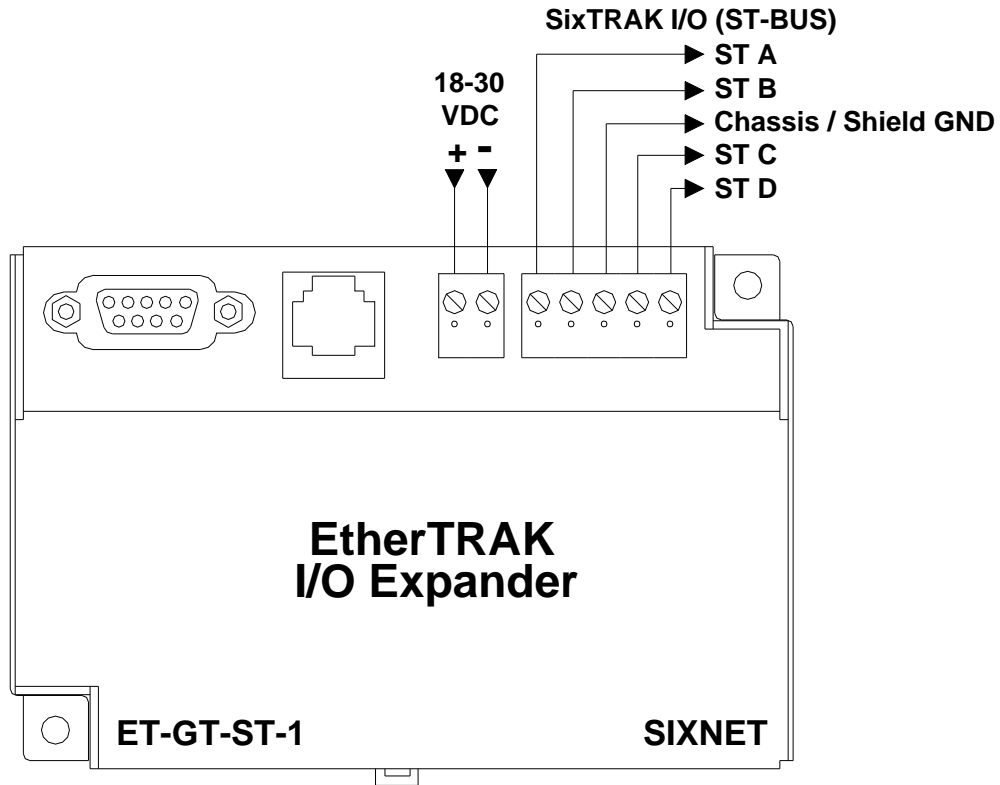 SixTRAK I/O (ST-BUS)
ST A
ST B
Chassis / Shield GND
ST C
ST D
18-30
VDC
+ -
EtherTRAK
I/O Expander
ET-GT-ST-1
SIXNET